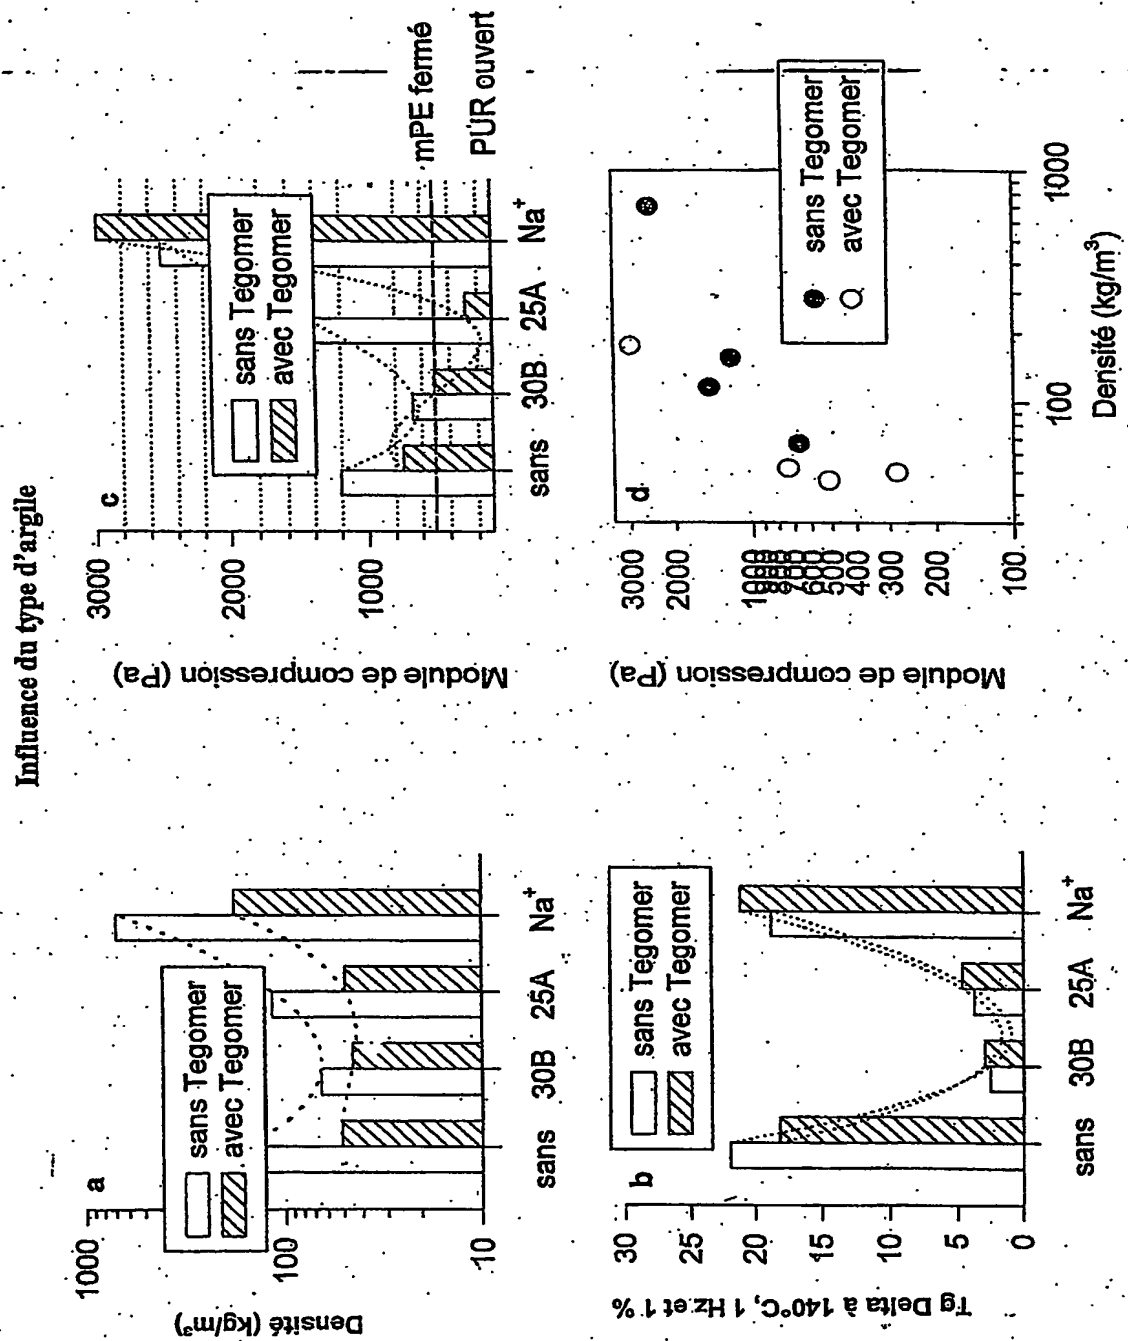 Influence du type d'argile
a
Densité (kg/m³)
1000
100
10
sans Tegomer
avec Tegomer
sans
30B
25A
Na⁺
c
Module de compression (Pa)
3000
2000
1000
sans Tegomer
avec Tegomer
sans
30B
25A
Na⁺
mPE fermé
PUR ouvert
b
Tg Delta à 140°C, 1 Hz et 1 %
30
25
20
15
10
5
0
sans Tegomer
avec Tegomer
sans
30B
25A
Na⁺
d
Module de compression (Pa)
3000
2000
1000
700
600
500
400
300
200
100
sans Tegomer
avec Tegomer
100
1000
Densité (kg/m³)